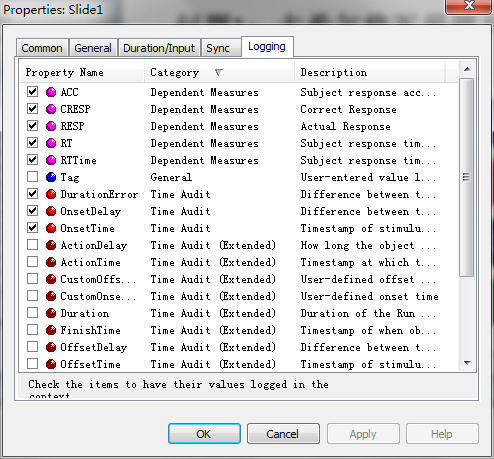 Properties: Slide1
Common General Duration/Input Sync Logging
Property Name Category Description
ACC Dependent Measures Subject response acc...
CRESP Dependent Measures Correct Response
RESP Dependent Measures Actual Response
RT Dependent Measures Subject response tim...
RTTime Dependent Measures Subject response tim...
Tag General User-entered value l...
DurationError Time Audit Difference between t...
OnsetDelay Time Audit Difference between t...
OnsetTime Time Audit Timestamp of stimulu...
ActionDelay Time Audit (Extended) How long the object ...
ActionTime Time Audit (Extended) Timestamp at which t...
CustomOffs... Time Audit (Extended) User-defined offset ...
CustomOnse... Time Audit (Extended) User-defined onset time
Duration Time Audit (Extended) Duration of the Run ...
FinishTime Time Audit (Extended) Timestamp of when ob...
OffsetDelay Time Audit (Extended) Difference between t...
OffsetTime Time Audit (Extended) Timestamp of stimulu...
Check the items to have their values logged in the
context
OK Cancel Apply Help